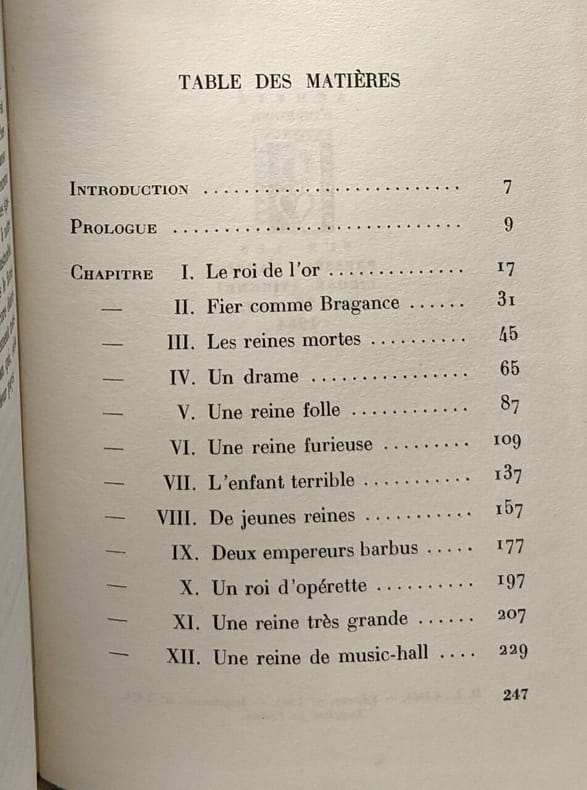 TABLE DES MATIÈRES
INTRODUCTION .......................... 7
PROLOGUE ............................. 9
CHAPITRE I. Le roi de l'or .............. 17
— II. Fier comme Bragance ...... 31
— III. Les reines mortes .......... 45
— IV. Un drame ................ 65
— V. Une reine folle ............ 87
— VI. Une reine furieuse ......... 109
— VII. L'enfant terrible ........... 137
— VIII. De jeunes reines ........... 157
— IX. Deux empereurs barbus ..... 177
— X. Un roi d'opérette .......... 197
— XI. Une reine très grande ...... 207
— XII. Une reine de music-hall .... 229
247